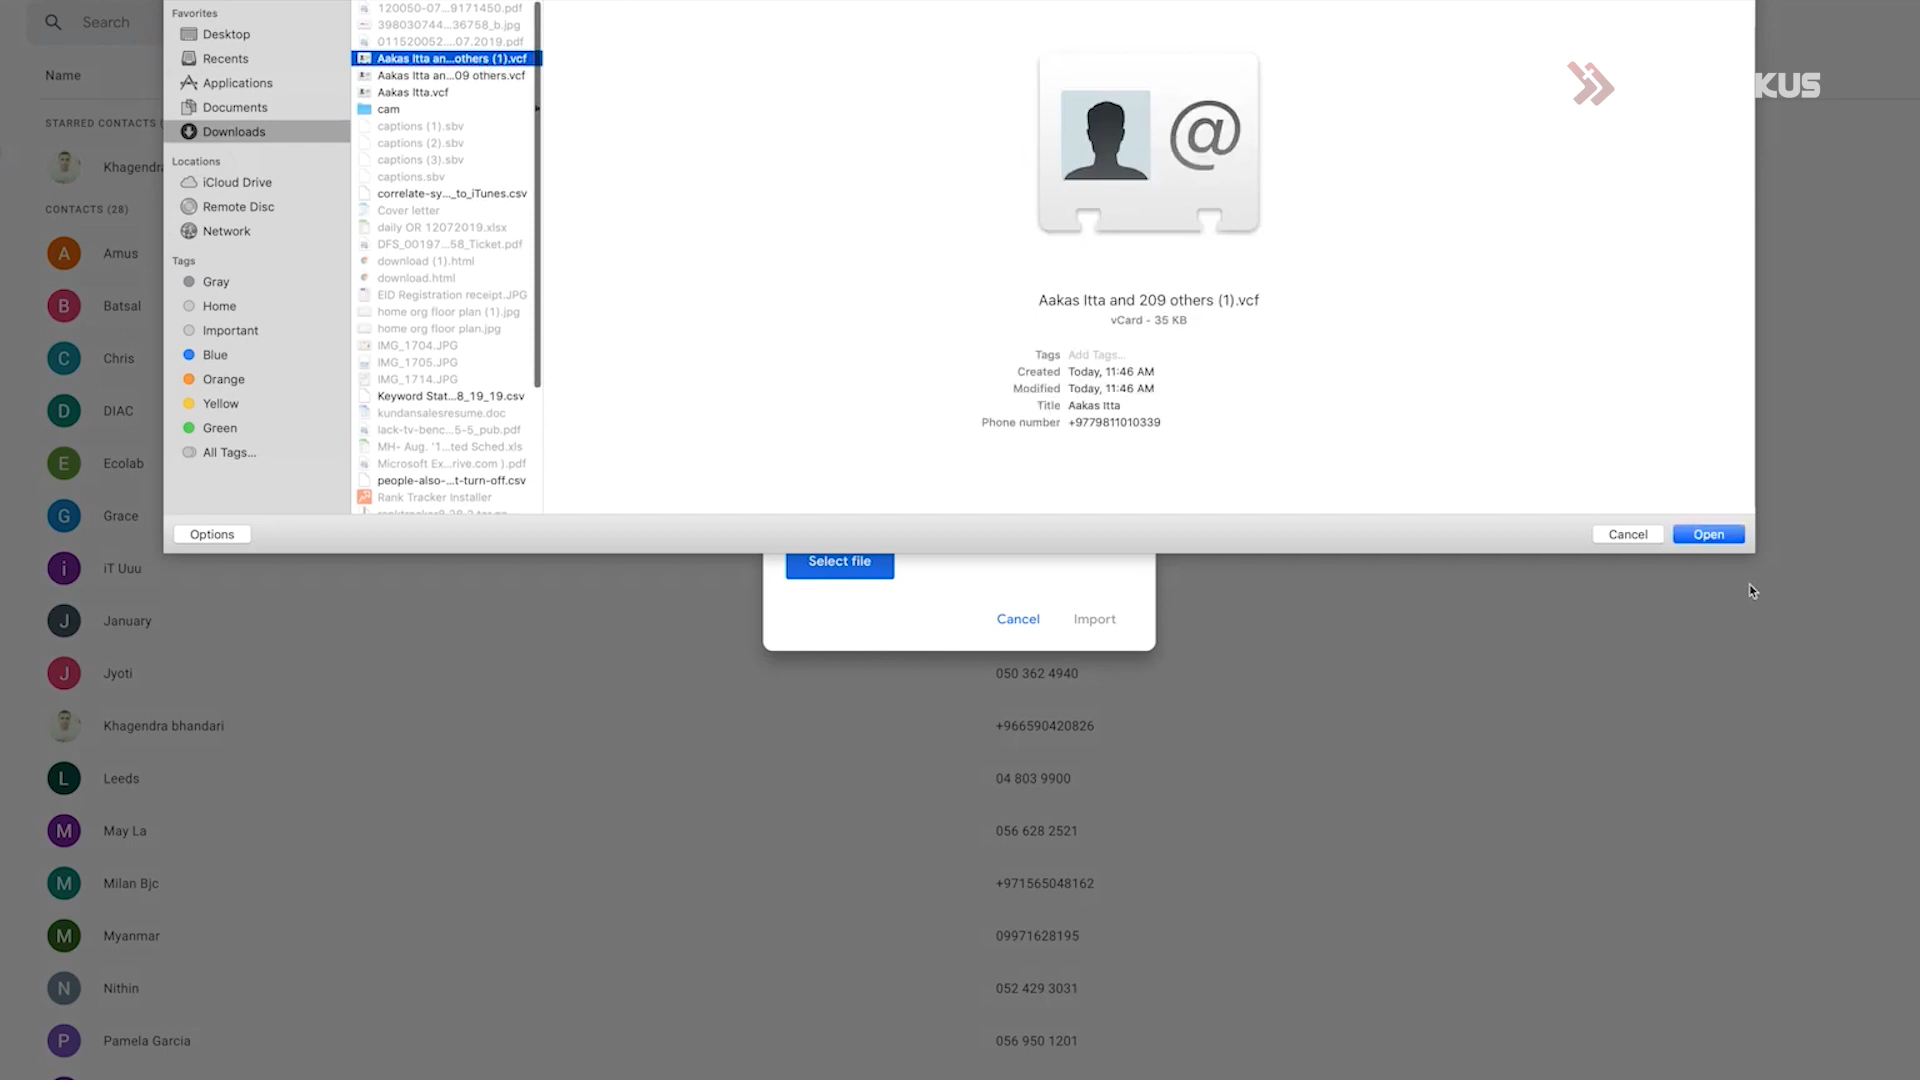 Search
Name
STARRED CONTACTS (
Khagendra
CONTACTS (28)
Amus
Batsal
Chris
DIAC
Ecolab
Grace
iT Uuu
January
Jyoti
050 362 4940
Khagendra bhandari
+966590420826
Leeds
04 803 9900
May La
056 628 2521
Milan Bjc
+971565048162
Myanmar
09971628195
Nithin
052 429 3031
Pamela Garcia
056 950 1201
A
B
C
D
E
G
i
J
J
L
M
M
M
N
P
Favorites
Desktop
Recents
Applications
Documents
Downloads
Locations
iCloud Drive
Remote Disc
Network
Tags
Gray
Home
Important
Blue
Orange
Yellow
Green
All Tags...
120050-07...9171450.pdf
398030744...36758_b.jpg
011520052....07.2019.pdf
Aakas Itta an...others (1).vcf
Aakas Itta an...09 others.vcf
Aakas Itta.vcf
cam
captions (1).sbv
captions (2).sbv
captions (3).sbv
captions.sbv
correlate-sy..._to_iTunes.csv
Cover letter
daily OR 12072019.xlsx
DFS_00197...58_Ticket.pdf
download (1).html
download.html
EID Registration receipt.JPG
home org floor plan (1).jpg
home org floor plan.jpg
IMG_1704.JPG
IMG_1705.JPG
IMG_1714.JPG
Keyword Stat...8_19_19.csv
kundansalesresume.doc
lack-tv-benc...5-5_pub.pdf
MH- Aug. '1...ted Sched.xls
Microsoft Ex...rive.com ).pdf
people-also-...t-turn-off.csv
Rank Tracker Installer
@
Aakas Itta and 209 others (1).vcf
vCard - 35 KB
Tags Add Tags...
Created Today, 11:46 AM
Modified Today, 11:46 AM
Title Aakas Itta
Phone number +9779811010339
Options
Cancel
Open
Select file
Cancel
Import
KUS